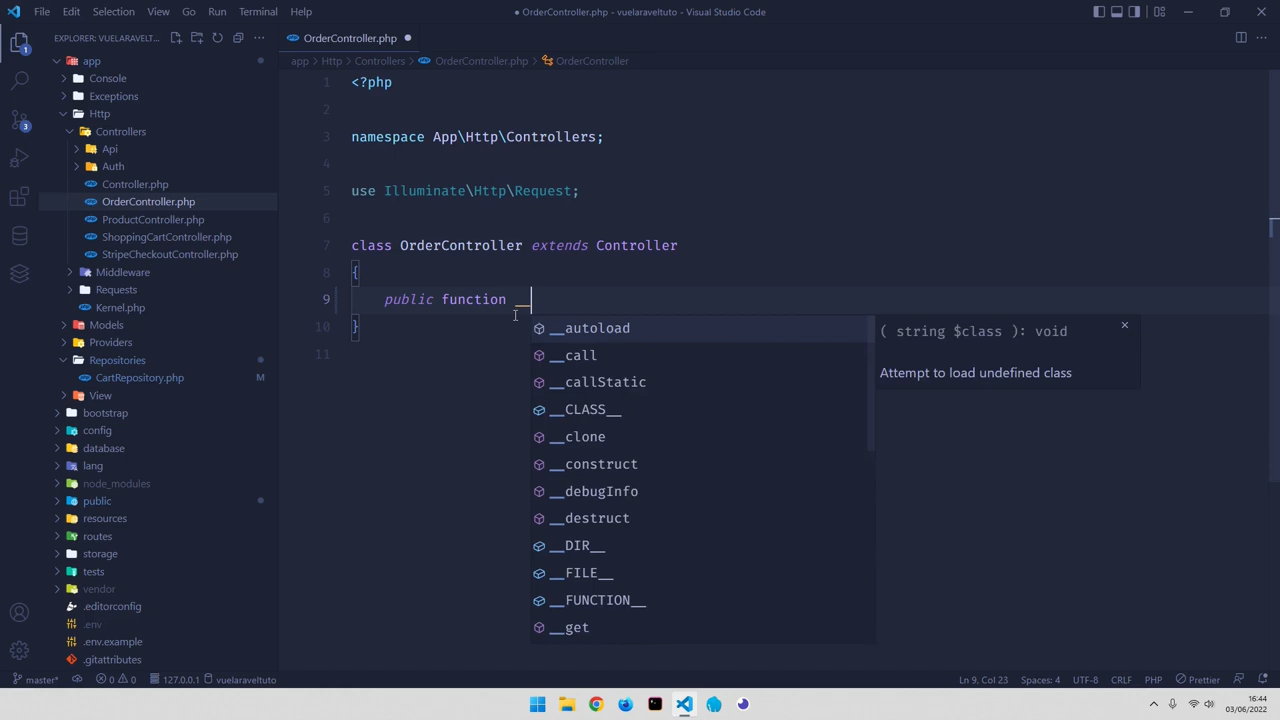 File Edit Selection View Go Run Terminal Help
● OrderController.php - vuelaraveltuto - Visual Studio Code
EXPLORER: VUELARAVELT...
OrderController.php
app > Http > Controllers > OrderController.php > OrderController
app
Console
Exceptions
Http
Controllers
Api
Auth
Controller.php
OrderController.php
ProductController.php
ShoppingCartController.php
StripeCheckoutController.php
Middleware
Requests
Kernel.php
Models
Providers
Repositories
CartRepository.php M
View
bootstrap
config
database
lang
node_modules
public
resources
routes
storage
tests
vendor
.editorconfig
.env
.env.example
.gitattributes
1
3
1 <?php
2
3 namespace App\Http\Controllers;
4
5 use Illuminate\Http\Request;
6
7 class OrderController extends Controller
8 {
9 public function __
10 }
11
__autoload
__call
__callStatic
__CLASS__
__clone
__construct
__debugInfo
__destruct
__DIR__
__FILE__
__FUNCTION__
__get
( string $class ): void
Attempt to load undefined class
master* 0 0 127.0.0.1 vuelaraveltuto
Ln 9, Col 23 Spaces: 4 UTF-8 CRLF PHP Prettier
16:44
03/06/2022